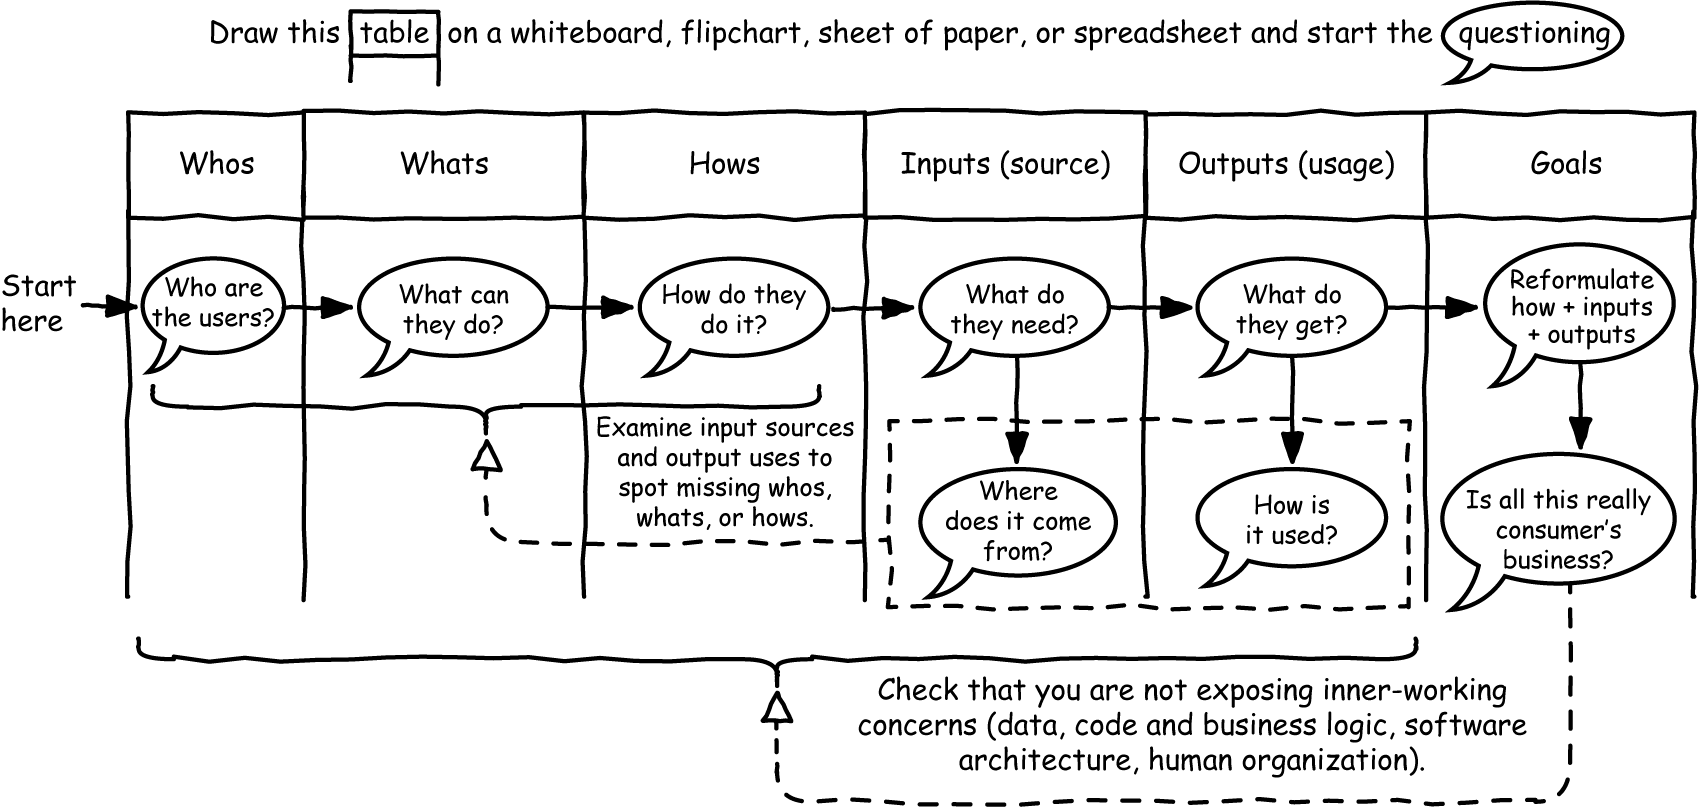 Draw this table on a whiteboard, flipchart, sheet of paper, or spreadsheet and start the questioning
Whos
Whats
Hows
Inputs (source)
Outputs (usage)
Goals
Start
here
Who are
the users?
What can
they do?
How do they
do it?
What do
they need?
What do
they get?
Reformulate
how + inputs
+ outputs
Examine input sources
and output uses to
spot missing whos,
whats, or hows.
Where
does it come
from?
How is
it used?
Is all this really
consumer's
business?
Check that you are not exposing inner-working
concerns (data, code and business logic, software
architecture, human organization).